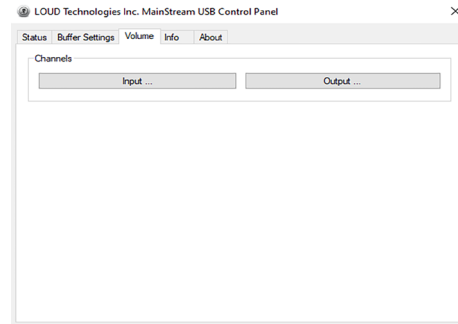 LOUD Technologies Inc. MainStream USB Control Panel
Status Buffer Settings Volume Info About
Channels
Input ... Output ...